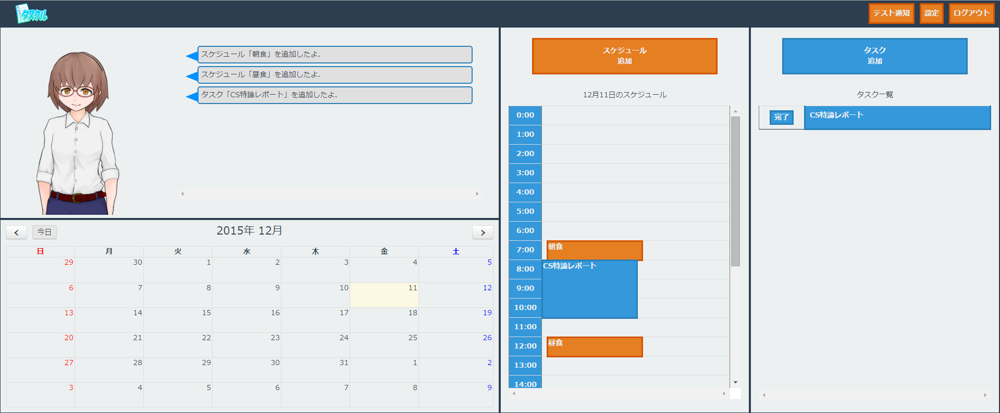 タスクル
テスト通知
設定
ログアウト
スケジュール「朝食」を追加したよ.
スケジュール「昼食」を追加したよ.
タスク「CS特論レポート」を追加したよ.
今日
2015年 12月
日 月 火 水 木 金 土
29 30 1 2 3 4 5
6 7 8 9 10 11 12
13 14 15 16 17 18 19
20 21 22 23 24 25 26
27 28 29 30 31 1 2
3 4 5 6 7 8 9
スケジュール
追加
12月11日のスケジュール
0:00
1:00
2:00
3:00
4:00
5:00
6:00
7:00 朝食
8:00 CS特論レポート
9:00
10:00
11:00
12:00 昼食
13:00
14:00
タスク
追加
タスク一覧
完了 CS特論レポート